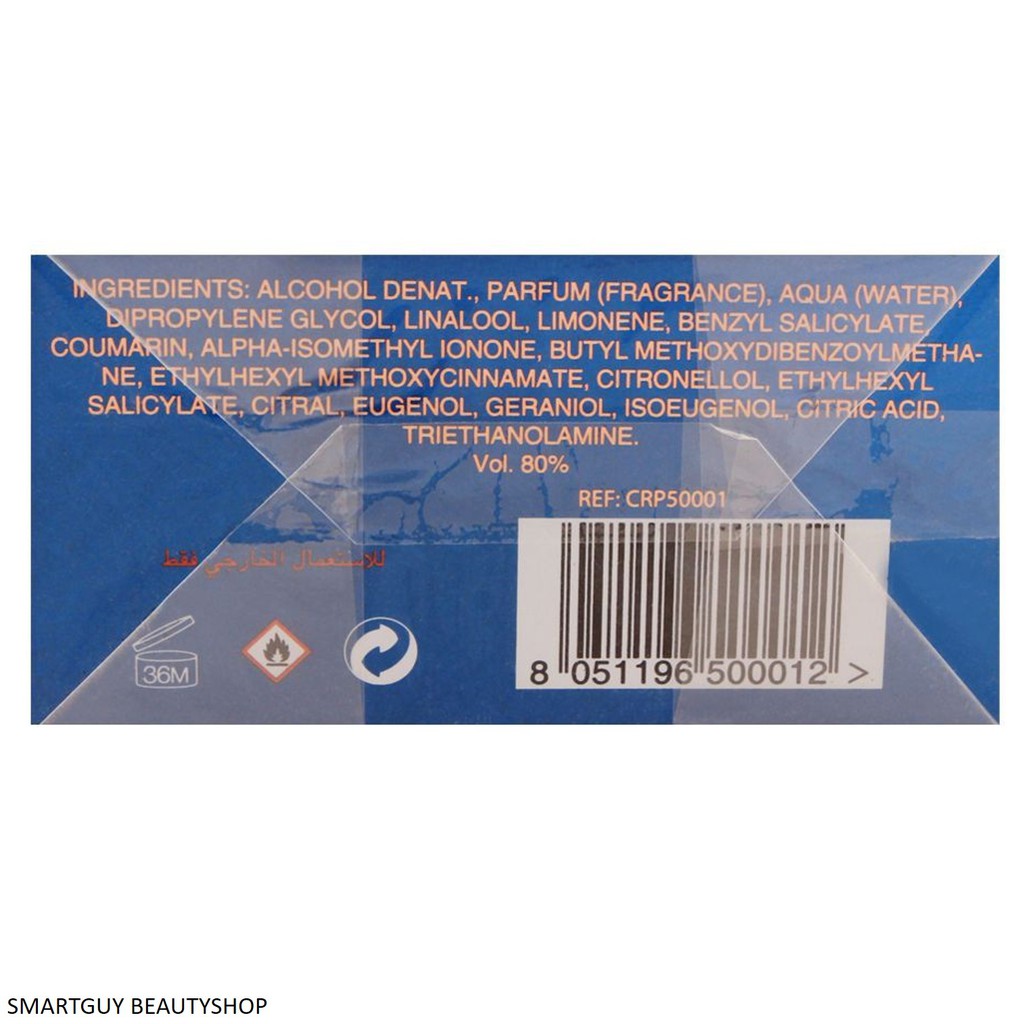 INGREDIENTS: ALCOHOL DENAT., PARFUM (FRAGRANCE), AQUA (WATER),
DIPROPYLENE GLYCOL, LINALOOL, LIMONENE, BENZYL SALICYLATE,
COUMARIN, ALPHA-ISOMETHYL IONONE, BUTYL METHOXYDIBENZOYLMETHA-
NE, ETHYLHEXYL METHOXYCINNAMATE, CITRONELLOL, ETHYLHEXYL
SALICYLATE, CITRAL, EUGENOL, GERANIOL, ISOEUGENOL, CITRIC ACID,
TRIETHANOLAMINE.
Vol. 80%
REF: CRP50001
للاستعمال الخارجي فقط
36M
8 051196 500012 >
SMARTGUY BEAUTYSHOP